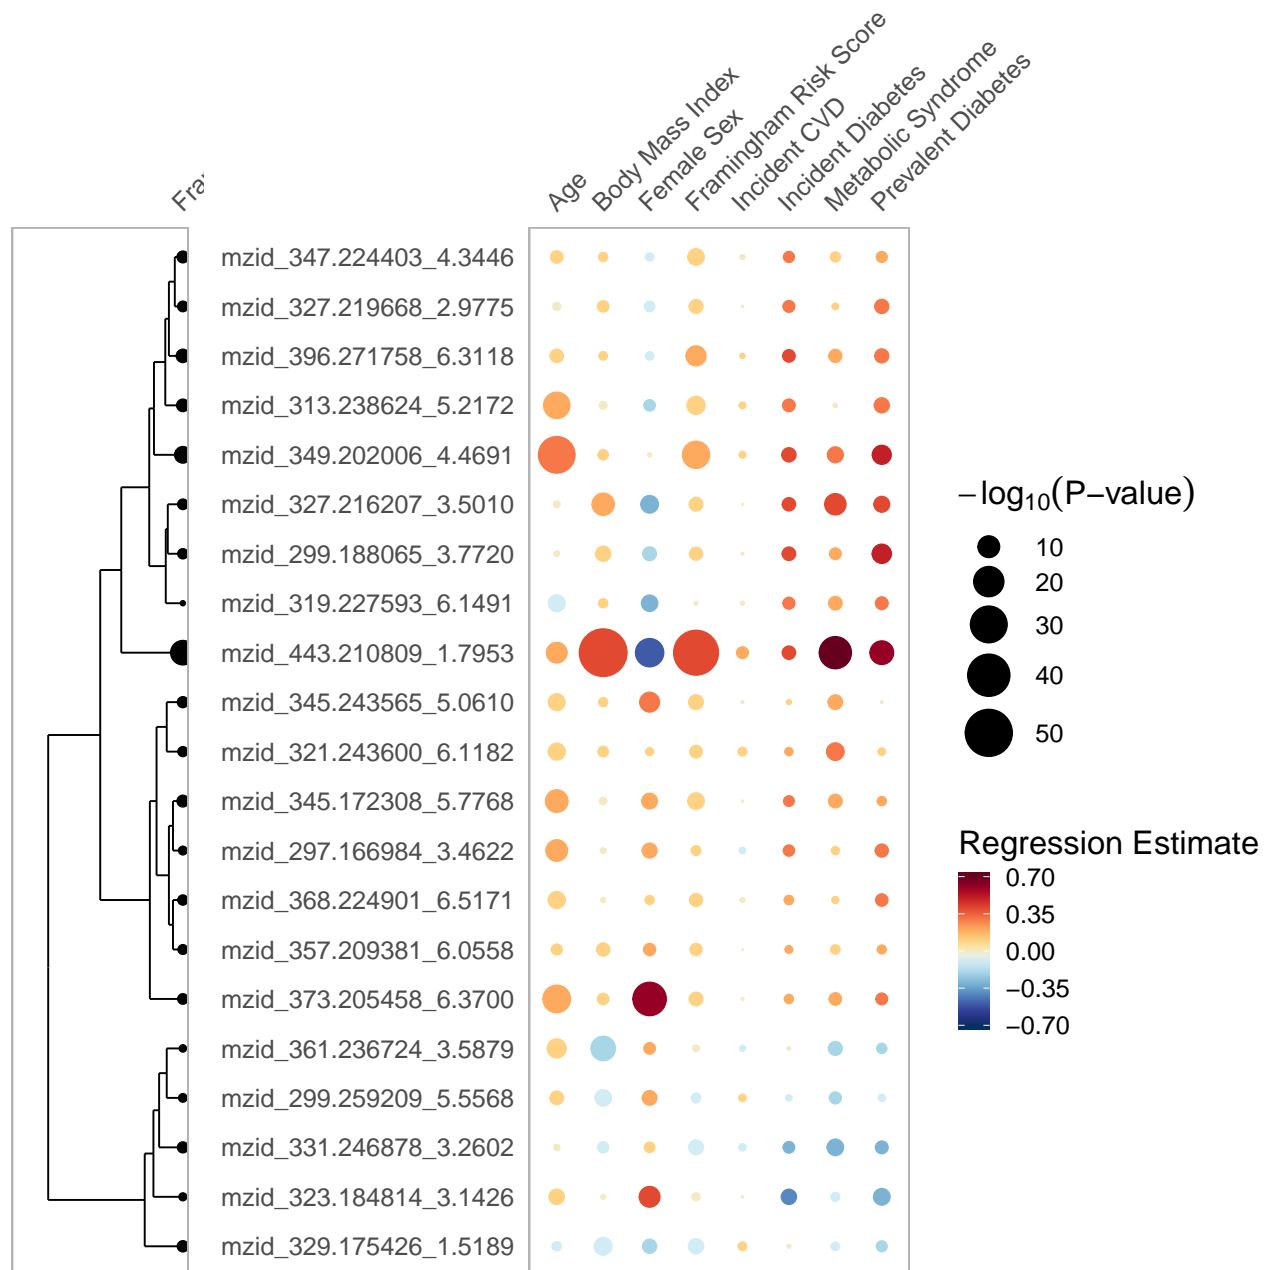 Age
Body Mass Index
Female Sex
Framingham Risk Score
Incident CVD
Incident Diabetes
Metabolic Syndrome
Prevalent Diabetes
mzid_347.224403_4.3446
mzid_327.219668_2.9775
mzid_396.271758_6.3118
mzid_313.238624_5.2172
mzid_349.202006_4.4691
mzid_327.216207_3.5010
mzid_299.188065_3.7720
mzid_319.227593_6.1491
mzid_443.210809_1.7953
mzid_345.243565_5.0610
mzid_321.243600_6.1182
mzid_345.172308_5.7768
mzid_297.166984_3.4622
mzid_368.224901_6.5171
mzid_357.209381_6.0558
mzid_373.205458_6.3700
mzid_361.236724_3.5879
mzid_299.259209_5.5568
mzid_331.246878_3.2602
mzid_323.184814_3.1426
mzid_329.175426_1.5189
−log₁₀(P−value)
10
20
30
40
50
Regression Estimate
0.70
0.35
0.00
−0.35
−0.70